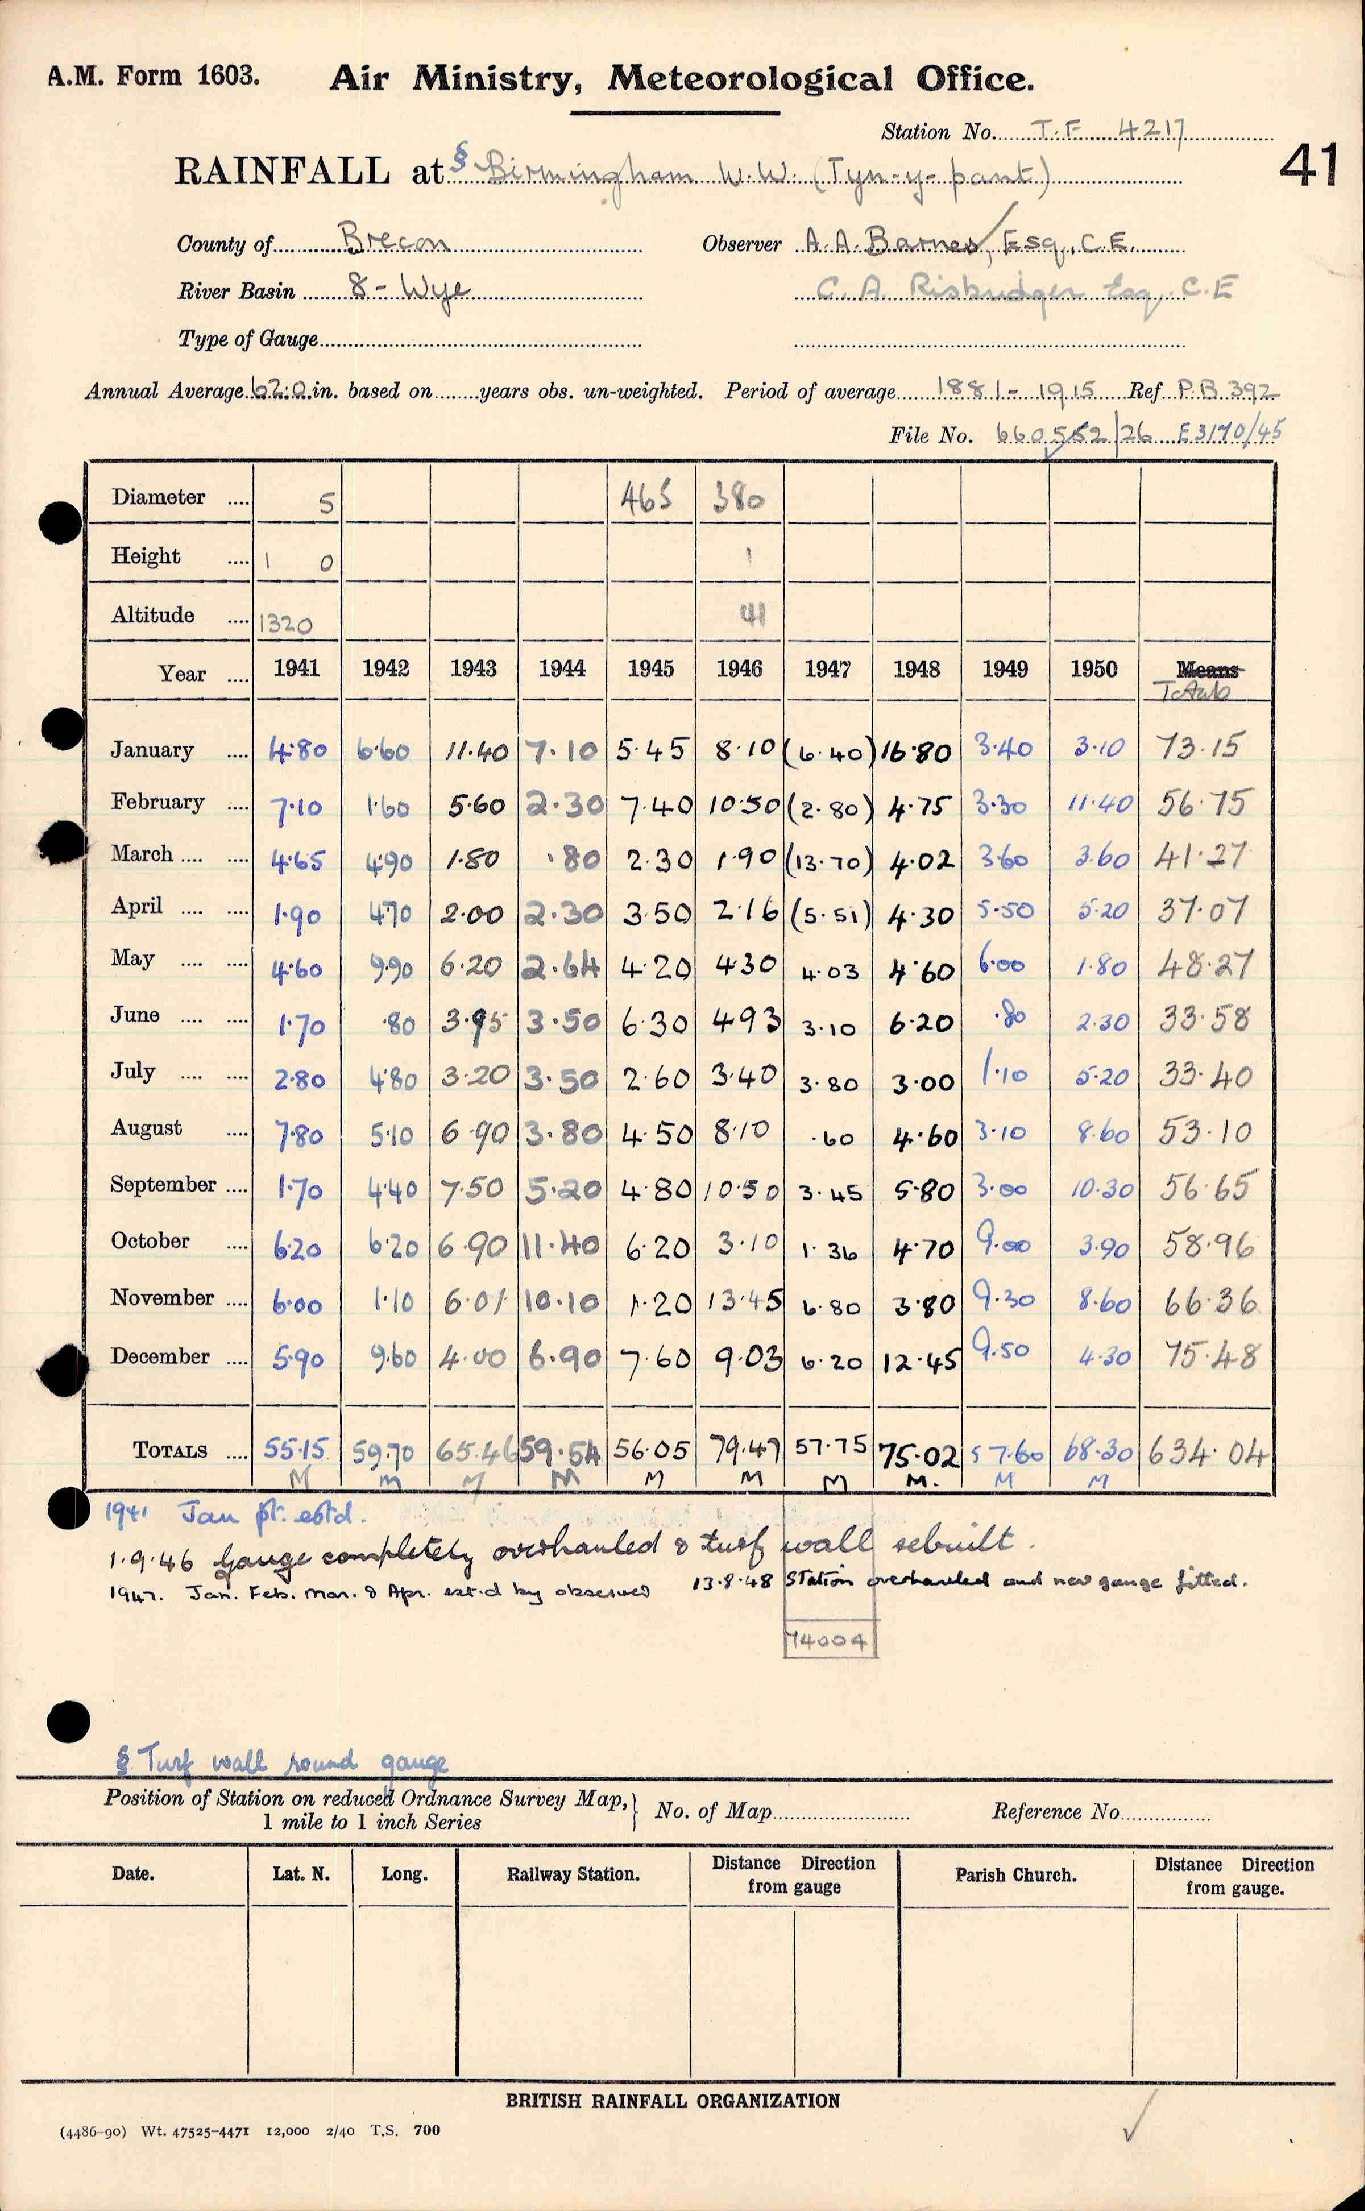 A.M. Form 1603. Air Ministry, Meteorological Office.
Station No. T.F 4217
41
RAINFALL at § Birmingham W.W. (Tyn-y-pant)
County of Brecon Observer A.A. Barnes, Esq., C.E.
River Basin 8 - Wye C. A. Risbridger Esq, C.E
Type of Gauge
Annual Average 62.0 in. based on years obs. un-weighted. Period of average 1881 - 1915 Ref P.B 392
File No. 660552/26 E3170/45
Diameter .... 5 465 380
Height .... 1 0 1
Altitude .... 1320 41
Year .... 1941 1942 1943 1944 1945 1946 1947 1948 1949 1950 Means
Totals
January .... 4.80 6.60 11.40 7.10 5.45 8.10 (6.40) 16.80 3.40 3.10 73.15
February .... 7.10 1.60 5.60 2.30 7.40 10.50 (2.80) 4.75 3.30 11.40 56.75
March .... .... 4.65 4.90 1.80 .80 2.30 1.90 (13.70) 4.02 3.60 3.60 41.27
April .... .... 1.90 4.70 2.00 2.30 3.50 2.16 (5.51) 4.30 5.50 5.20 37.07
May .... .... 4.60 9.90 6.20 2.64 4.20 4.30 4.03 4.60 6.00 1.80 48.27
June .... .... 1.70 .80 3.95 3.50 6.30 4.93 3.10 6.20 .80 2.30 33.58
July .... .... 2.80 4.80 3.20 3.50 2.60 3.40 3.80 3.00 1.10 5.20 33.40
August .... 7.80 5.10 6.90 3.80 4.50 8.10 .60 4.60 3.10 8.60 53.10
September .... 1.70 4.40 7.50 5.20 4.80 10.50 3.45 5.80 3.00 10.30 56.65
October .... 6.20 6.20 6.90 11.40 6.20 3.10 1.36 4.70 9.00 3.90 58.96
November .... 6.00 1.10 6.01 10.10 1.20 13.45 6.80 3.80 9.30 8.60 66.36
December .... 5.90 9.60 4.00 6.90 7.60 9.03 6.20 12.45 9.50 4.30 75.48
TOTALS .... 55.15 59.70 65.46 59.54 56.05 79.47 57.75 75.02 57.60 68.30 634.04
M M M M M M M M. M M
1941 Jan pt. estd.
1.9.46 Gauge completely overhauled & turf wall rebuilt.
1947. Jan. Feb. Mar. & Apr. est.d by observer 13.8.48 Station overhauled and new gauge fitted.
74004
§ Turf wall round gauge
Position of Station on reduced Ordnance Survey Map, 1 mile to 1 inch Series } No. of Map Reference No
Date. Lat. N. Long. Railway Station. Distance Direction from gauge Parish Church. Distance Direction from gauge.
BRITISH RAINFALL ORGANIZATION
(4486-90) Wt. 47525-4471 12,000 2/40 T.S. 700